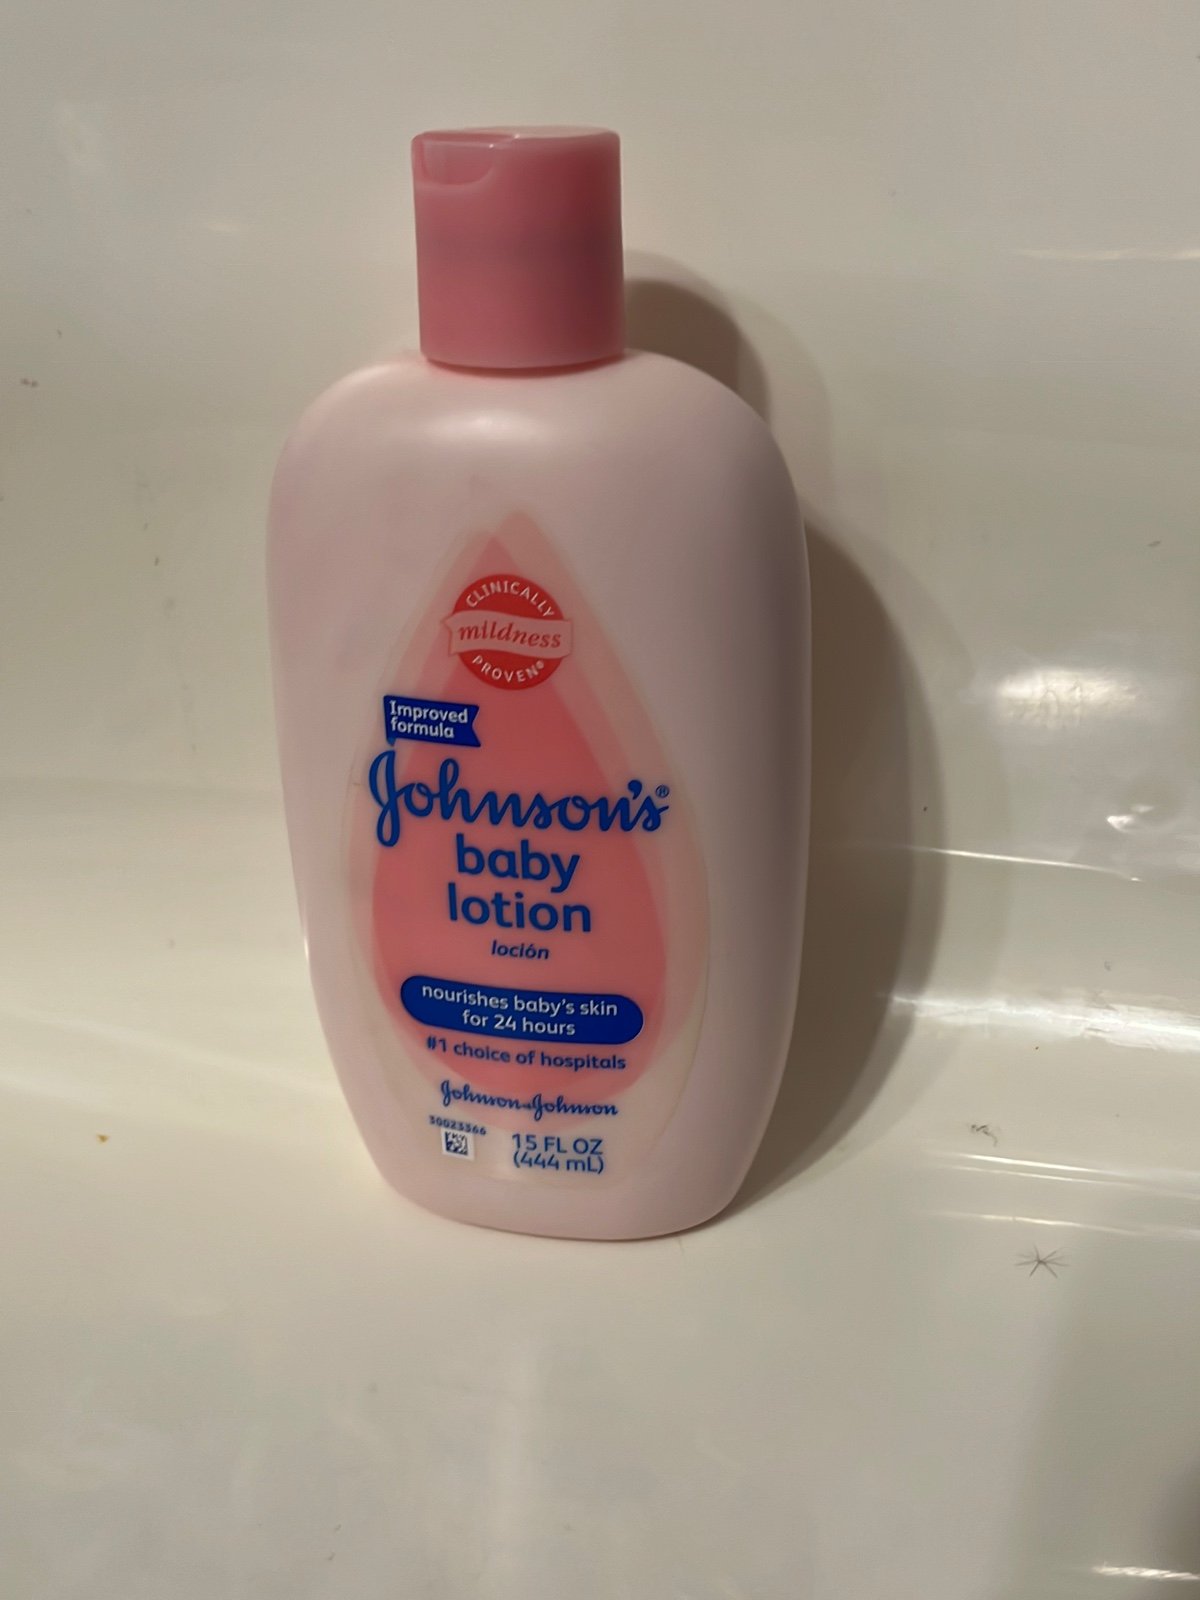 CLINICALLY
mildness
PROVEN®
Improved
formula
Johnson's®
baby
lotion
loción
nourishes baby's skin
for 24 hours
#1 choice of hospitals
Johnson & Johnson
30023366
15 FL OZ
(444 mL)